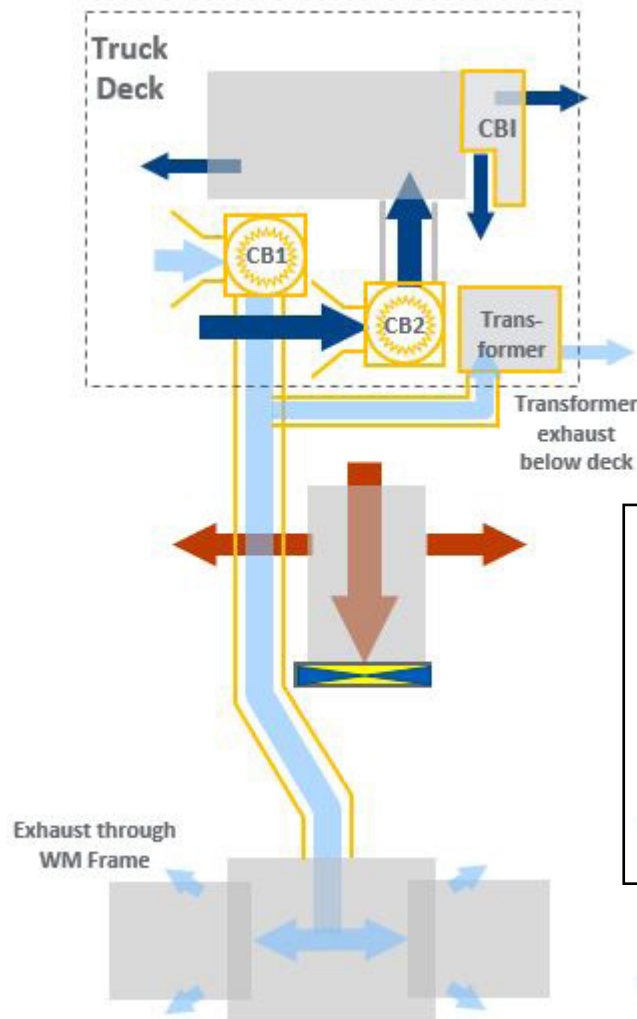 Truck
Deck
CBI
CB1
CB2
Trans-
former
Transformer
exhaust
below deck
Exhaust through
WM Frame